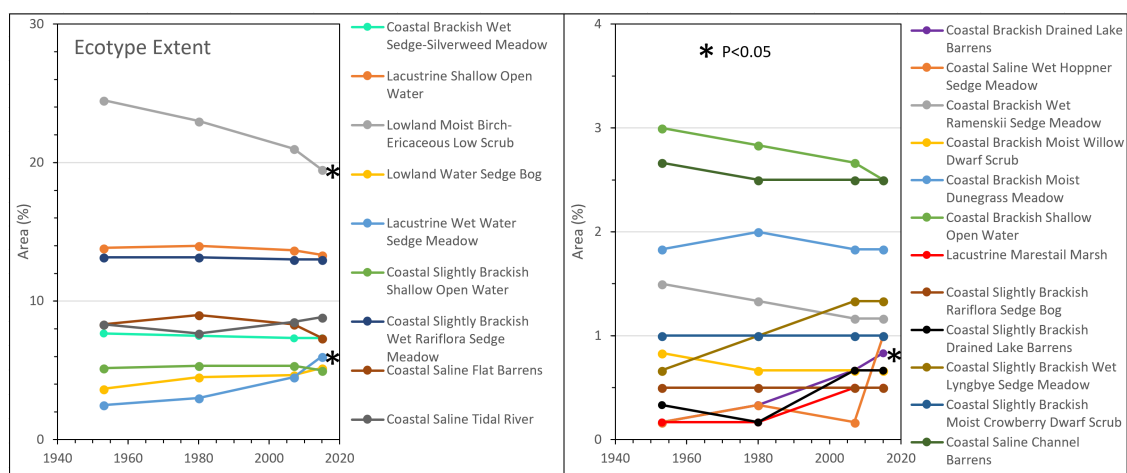 Ecotype Extent
Area (%)
30
20
10
0
1940 1960 1980 2000 2020
*
*
Coastal Brackish Wet
Sedge-Silverweed Meadow
Lacustrine Shallow Open
Water
Lowland Moist Birch-
Ericaceous Low Scrub
Lowland Water Sedge Bog
Lacustrine Wet Water
Sedge Meadow
Coastal Slightly Brackish
Shallow Open Water
Coastal Slightly Brackish
Wet Rariflora Sedge
Meadow
Coastal Saline Flat Barrens
Coastal Saline Tidal River
* P<0.05
Area (%)
4
3
2
1
0
1940 1960 1980 2000 2020
*
Coastal Brackish Drained Lake
Barrens
Coastal Saline Wet Hoppner
Sedge Meadow
Coastal Brackish Wet
Ramenskii Sedge Meadow
Coastal Brackish Moist Willow
Dwarf Scrub
Coastal Brackish Moist
Dunegrass Meadow
Coastal Brackish Shallow
Open Water
Lacustrine Marestail Marsh
Coastal Slightly Brackish
Rariflora Sedge Bog
Coastal Slightly Brackish
Drained Lake Barrens
Coastal Slightly Brackish Wet
Lyngbye Sedge Meadow
Coastal Slightly Brackish
Moist Crowberry Dwarf Scrub
Coastal Saline Channel
Barrens